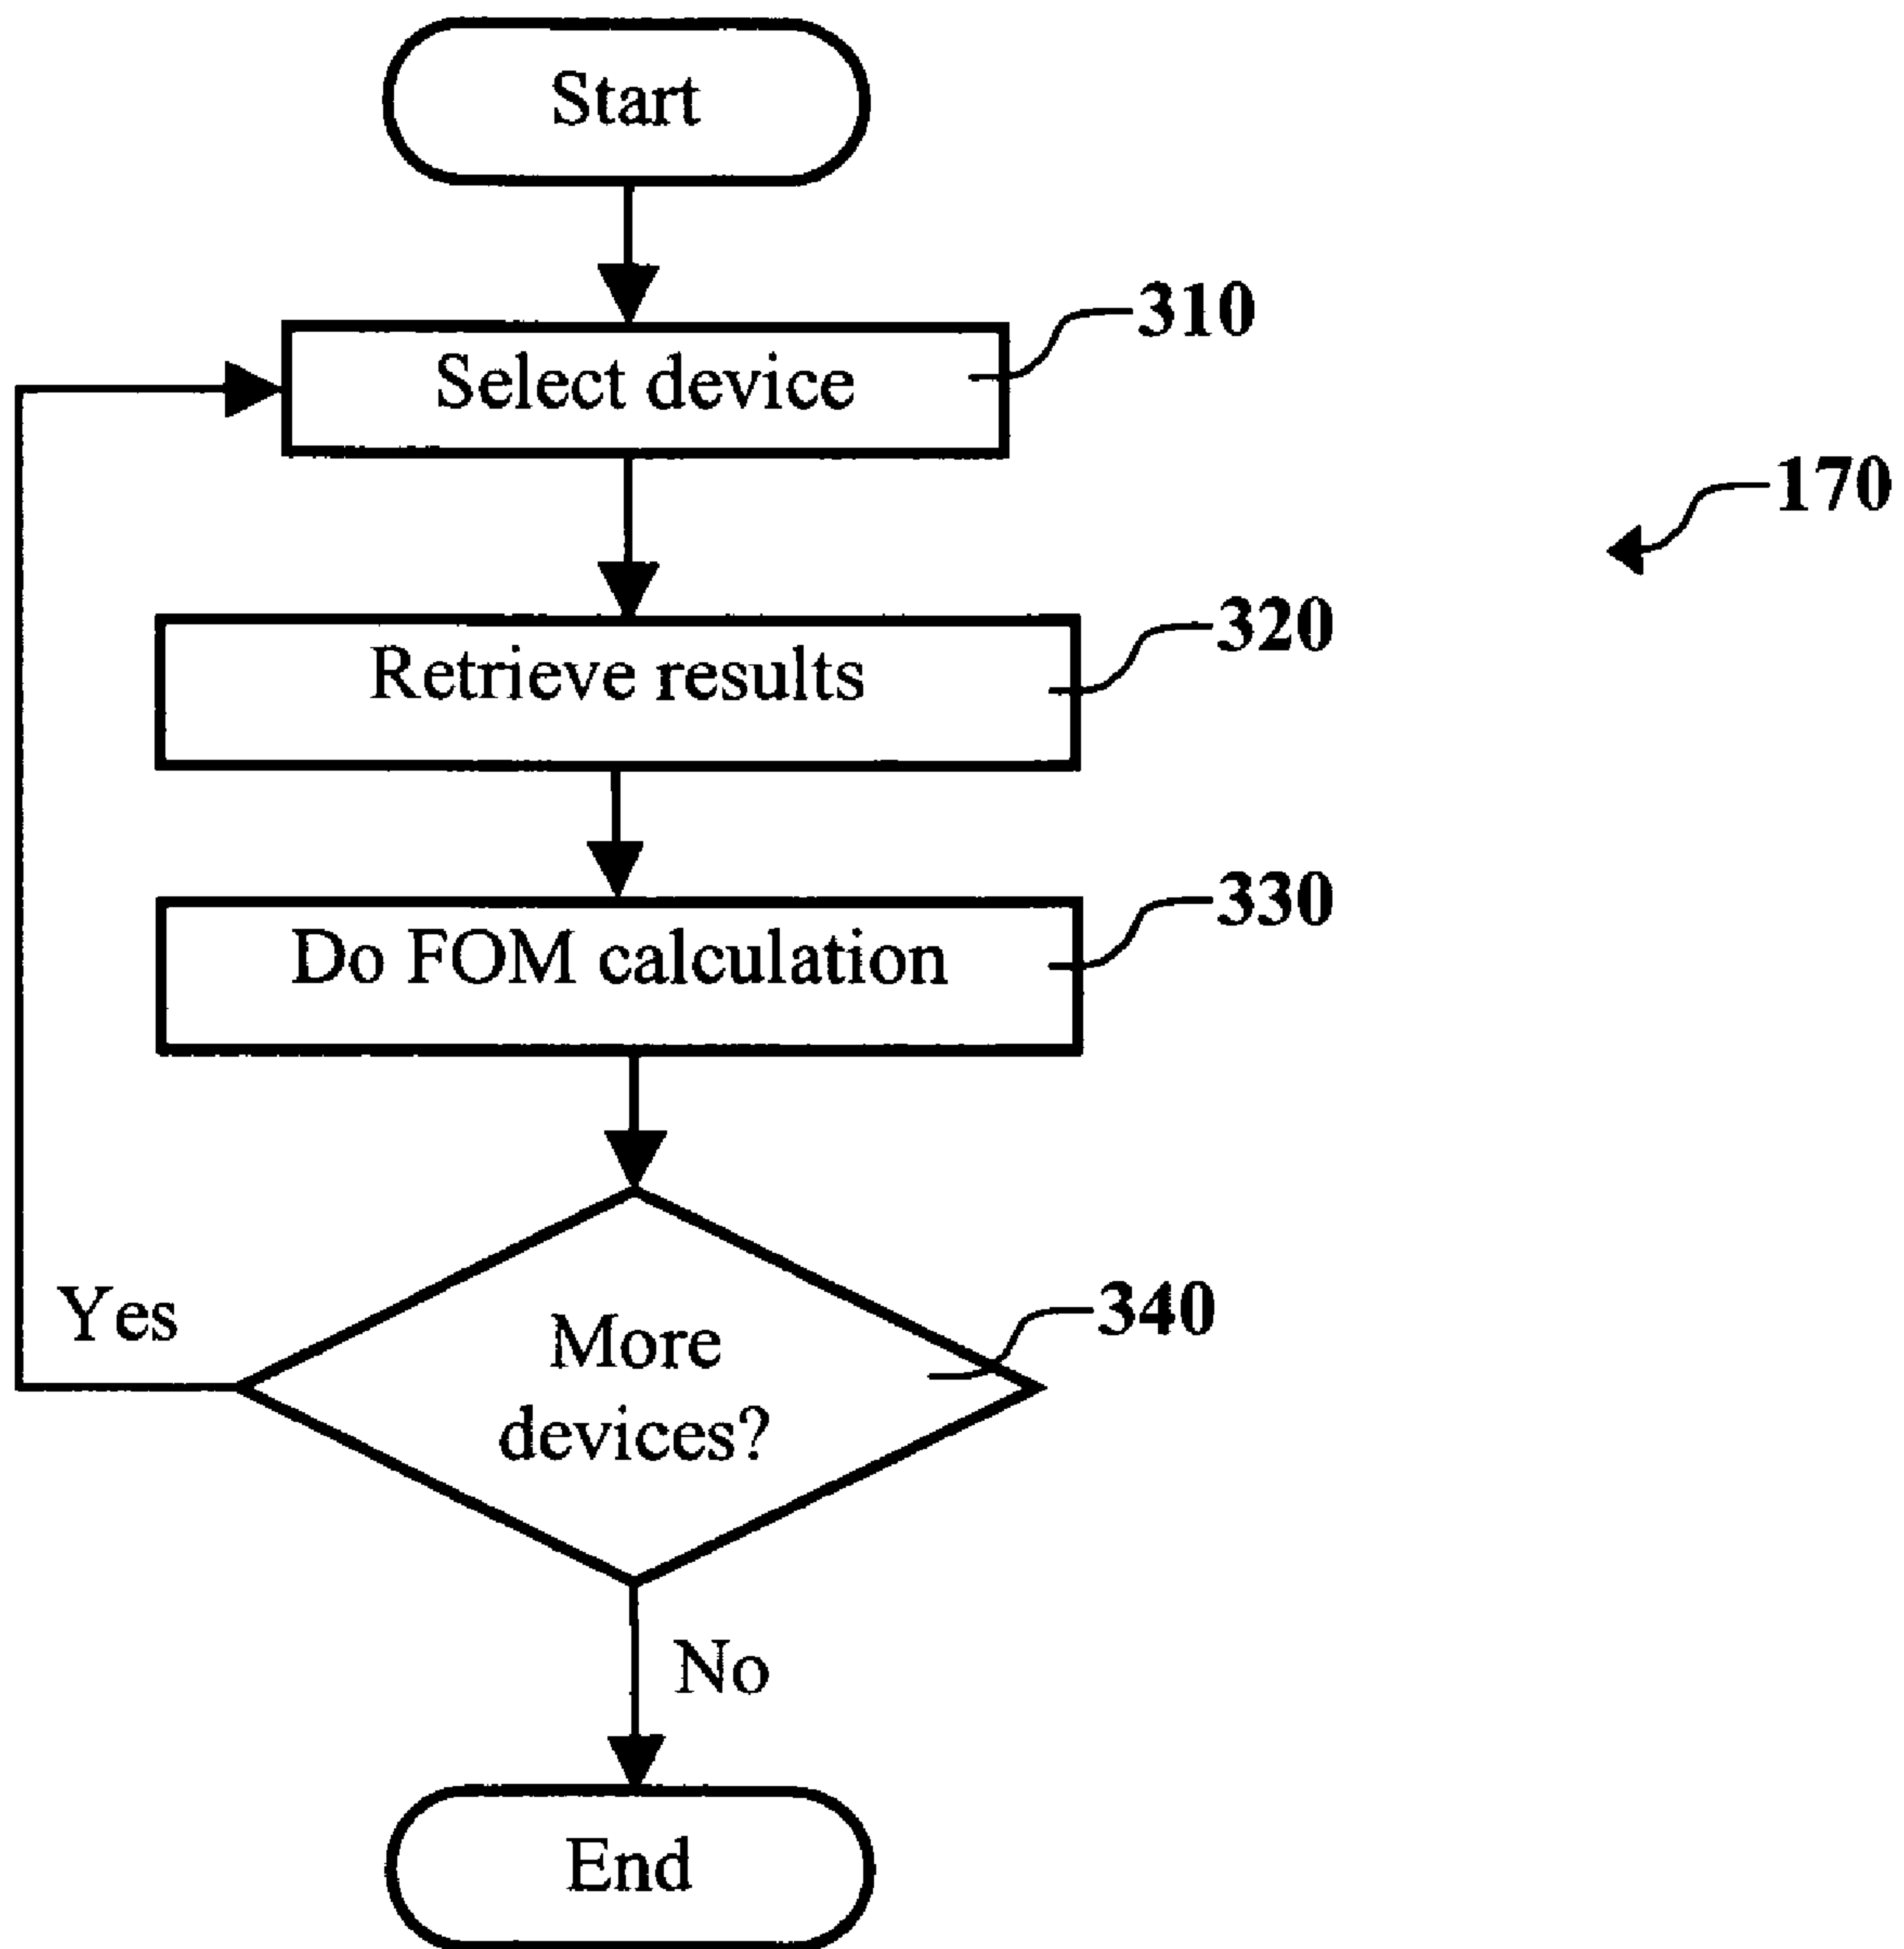 Start
310
Select device
170
320
Retrieve results
330
Do FOM calculation
Yes
340
More
devices?
No
End